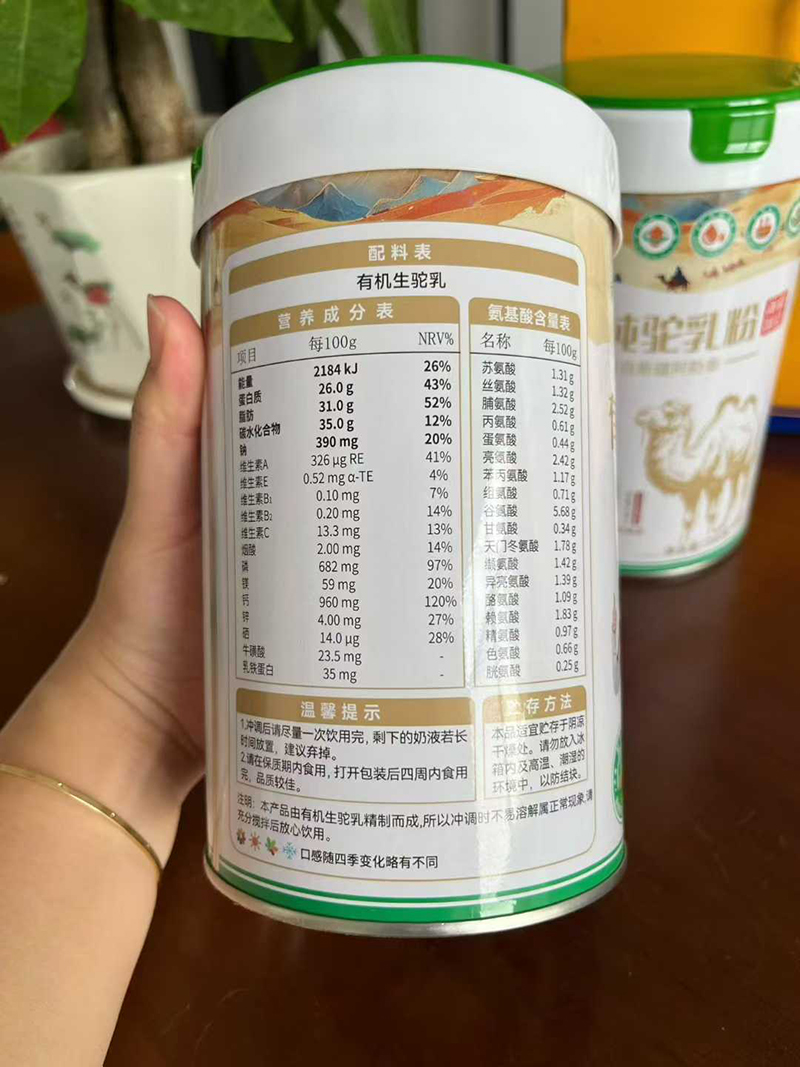 配料表
有机生驼乳
营养成分表
项目 每100g NRV%
能量 2184 kJ 26%
蛋白质 26.0 g 43%
脂肪 31.0 g 52%
碳水化合物 35.0 g 12%
钠 390 mg 20%
维生素A 326 μg RE 41%
维生素E 0.52 mg α-TE 4%
维生素B₁ 0.10 mg 7%
维生素B₂ 0.20 mg 14%
维生素C 13.3 mg 13%
烟酸 2.00 mg 14%
磷 682 mg 97%
镁 59 mg 20%
钙 960 mg 120%
锌 4.00 mg 27%
硒 14.0 μg 28%
牛磺酸 23.5 mg -
乳铁蛋白 35 mg -
氨基酸含量表
名称 每100g
苏氨酸 1.31 g
丝氨酸 1.32 g
脯氨酸 2.52 g
丙氨酸 0.61 g
蛋氨酸 0.44 g
亮氨酸 2.42 g
苯丙氨酸 1.17 g
组氨酸 0.71 g
谷氨酸 5.68 g
甘氨酸 0.34 g
天门冬氨酸 1.78 g
缬氨酸 1.42 g
异亮氨酸 1.39 g
酪氨酸 1.09 g
赖氨酸 1.83 g
精氨酸 0.97 g
色氨酸 0.66 g
胱氨酸 0.25 g
温馨提示
1.冲调后请尽量一次饮用完，剩下的奶液若长
时间放置，建议弃掉。
2.请在保质期内食用，打开包装后四周内食用
完，品质较佳。
贮存方法
本品适宜贮存于阴凉
干燥处。请勿放入冰
箱内及高温、潮湿的
环境中，以防结块。
注明：本产品由有机生驼乳精制而成，所以冲调时不易溶解属正常现象，请
充分搅拌后放心饮用。
口感随四季变化略有不同
纯驼乳粉